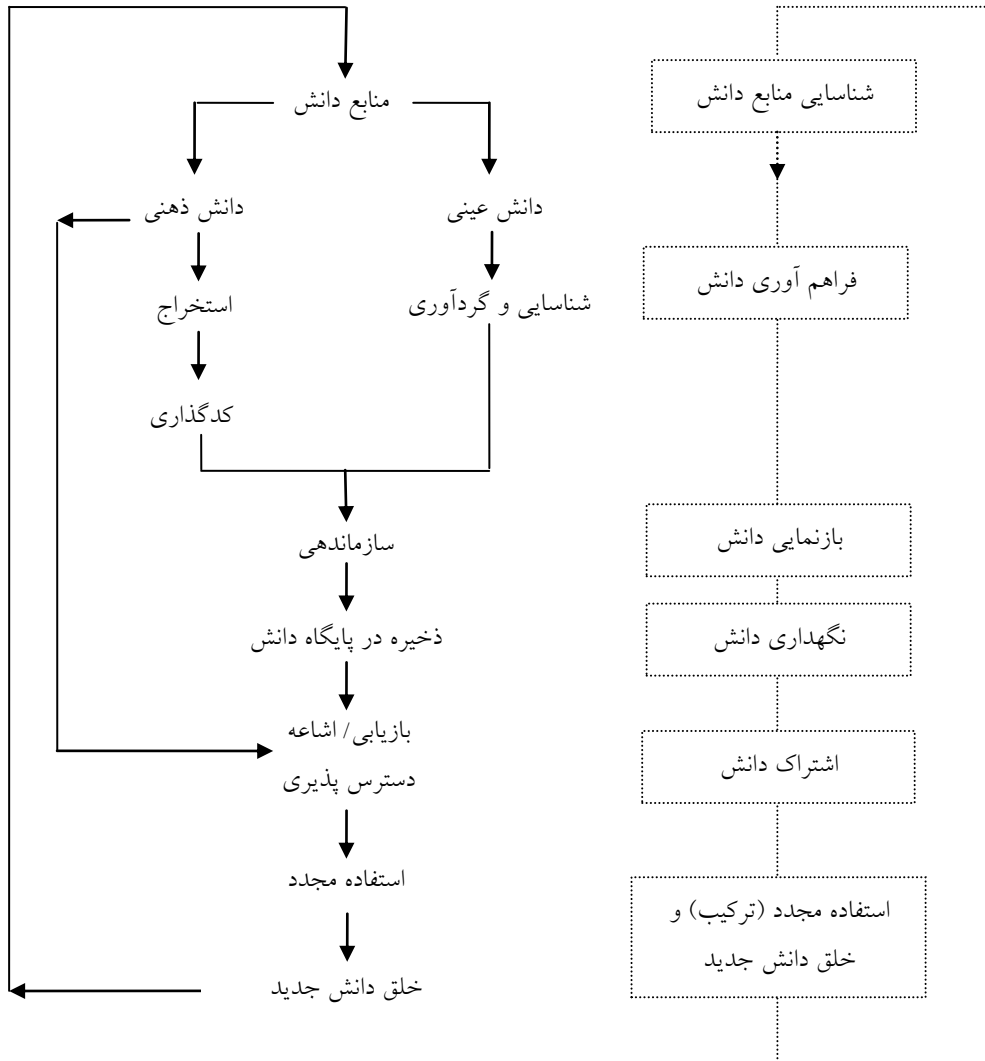 شناسایی منابع دانش
منابع دانش
دانش عینی
دانش ذهنی
فراهم آوری دانش
شناسایی و گردآوری
استخراج
کدگذاری
بازنمایی دانش
سازماندهی
نگهداری دانش
ذخیره در پایگاه دانش
بازیابی/ اشاعه
دسترس پذیری
اشتراک دانش
استفاده مجدد
استفاده مجدد (ترکیب) و
خلق دانش جدید
خلق دانش جدید